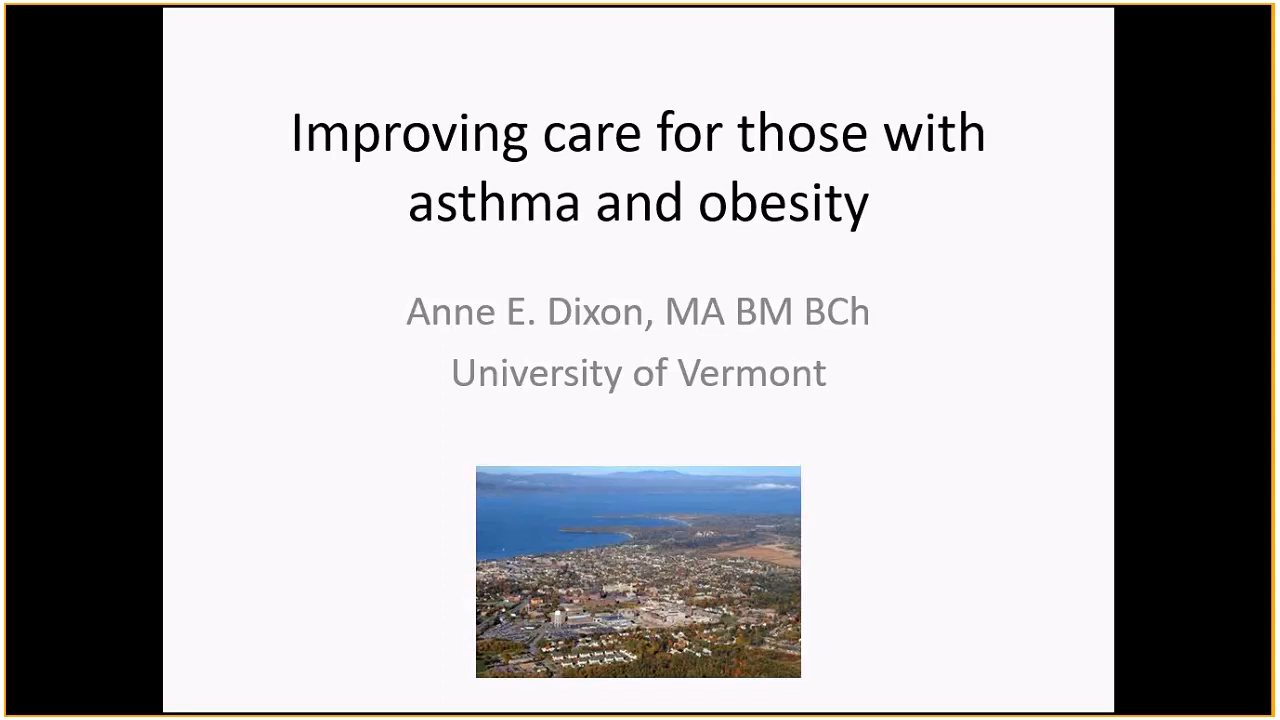 Improving care for those with
asthma and obesity
Anne E. Dixon, MA BM BCh
University of Vermont